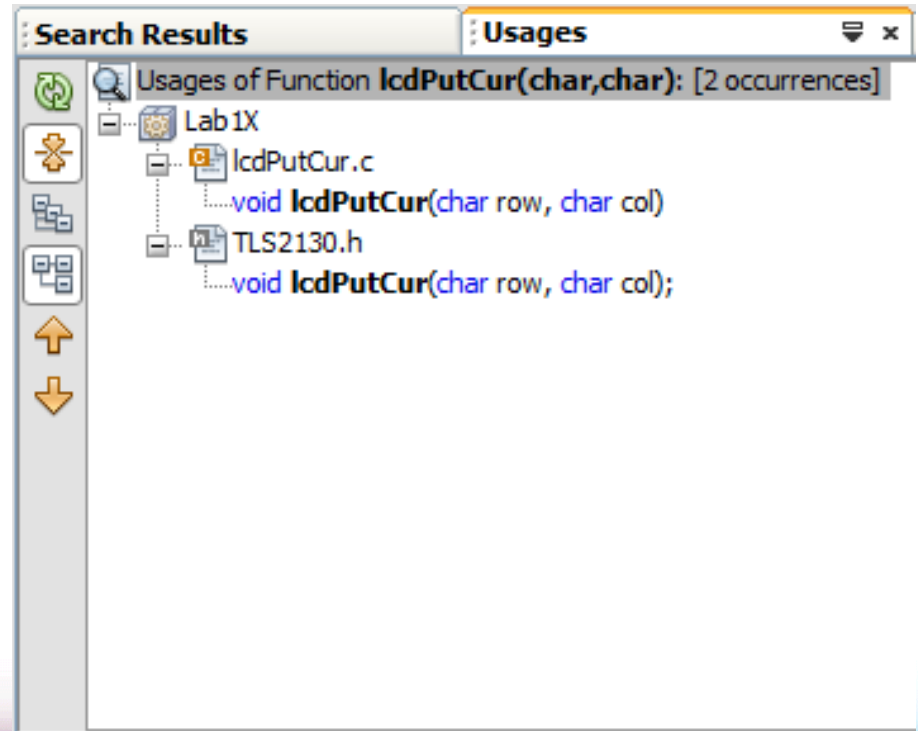 Search Results
Usages
Usages of Function lcdPutCur(char,char): [2 occurrences]
Lab1X
lcdPutCur.c
void lcdPutCur(char row, char col)
TLS2130.h
void lcdPutCur(char row, char col);